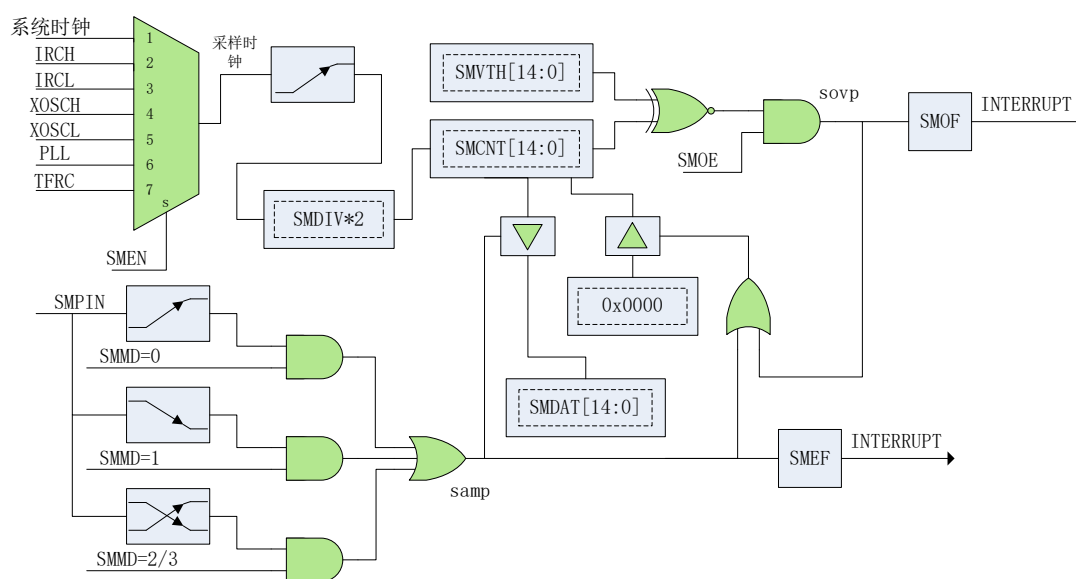 系统时钟
IRCH
IRCL
XOSCH
XOSCL
PLL
TFRC
1
2
3
4
5
6
7
s
SMEN
采样时
钟
SMDIV*2
SMVTH[14:0]
SMCNT[14:0]
SMOE
sovp
SMOF
INTERRUPT
0x0000
SMDAT[14:0]
SMPIN
SMMD=0
SMMD=1
SMMD=2/3
samp
SMEF
INTERRUPT